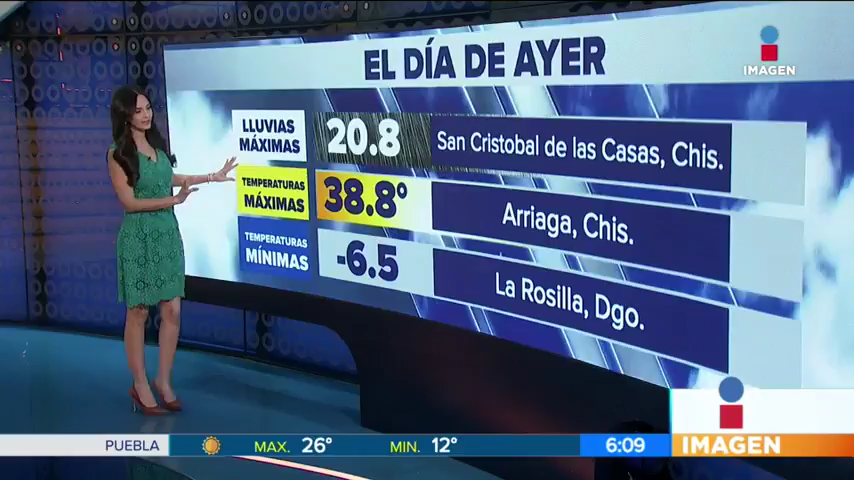 EL DÍA DE AYER
IMAGEN
LLUVIAS
MÁXIMAS
20.8
San Cristobal de las Casas, Chis.
TEMPERATURAS
MÁXIMAS
38.8°
Arriaga, Chis.
TEMPERATURAS
MÍNIMAS
-6.5
La Rosilla, Dgo.
PUEBLA
MAX. 26°
MIN. 12°
6:09
IMAGEN